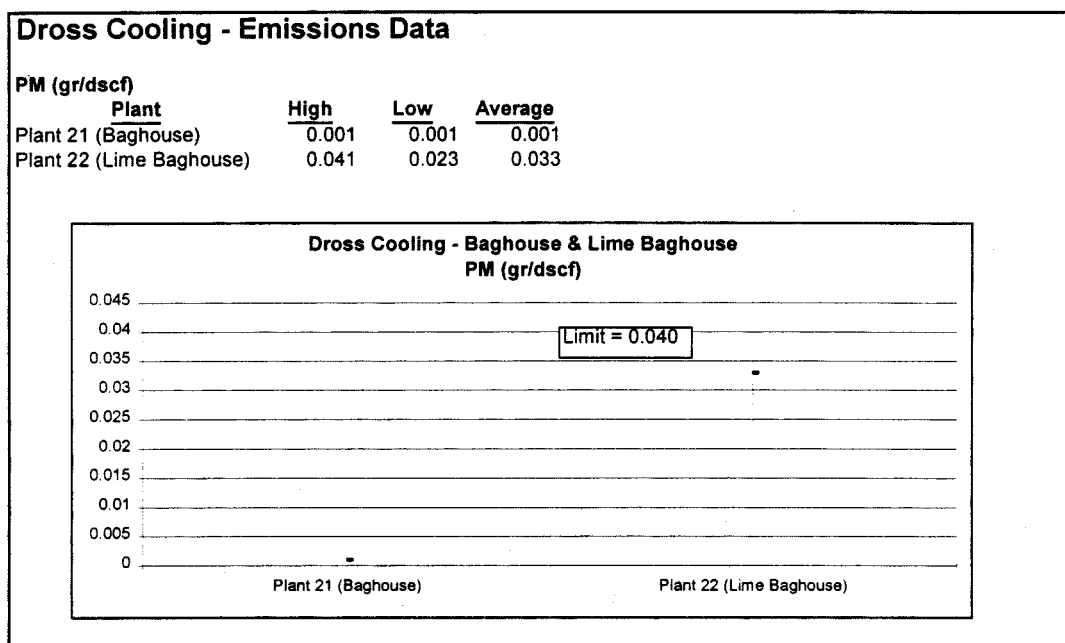 Dross Cooling - Emissions Data
PM (gr/dscf)
Plant High Low Average
Plant 21 (Baghouse) 0.001 0.001 0.001
Plant 22 (Lime Baghouse) 0.041 0.023 0.033
Dross Cooling - Baghouse & Lime Baghouse
PM (gr/dscf)
0.045
0.04
Limit = 0.040
0.035
0.03
0.025
0.02
0.015
0.01
0.005
0
Plant 21 (Baghouse) Plant 22 (Lime Baghouse)